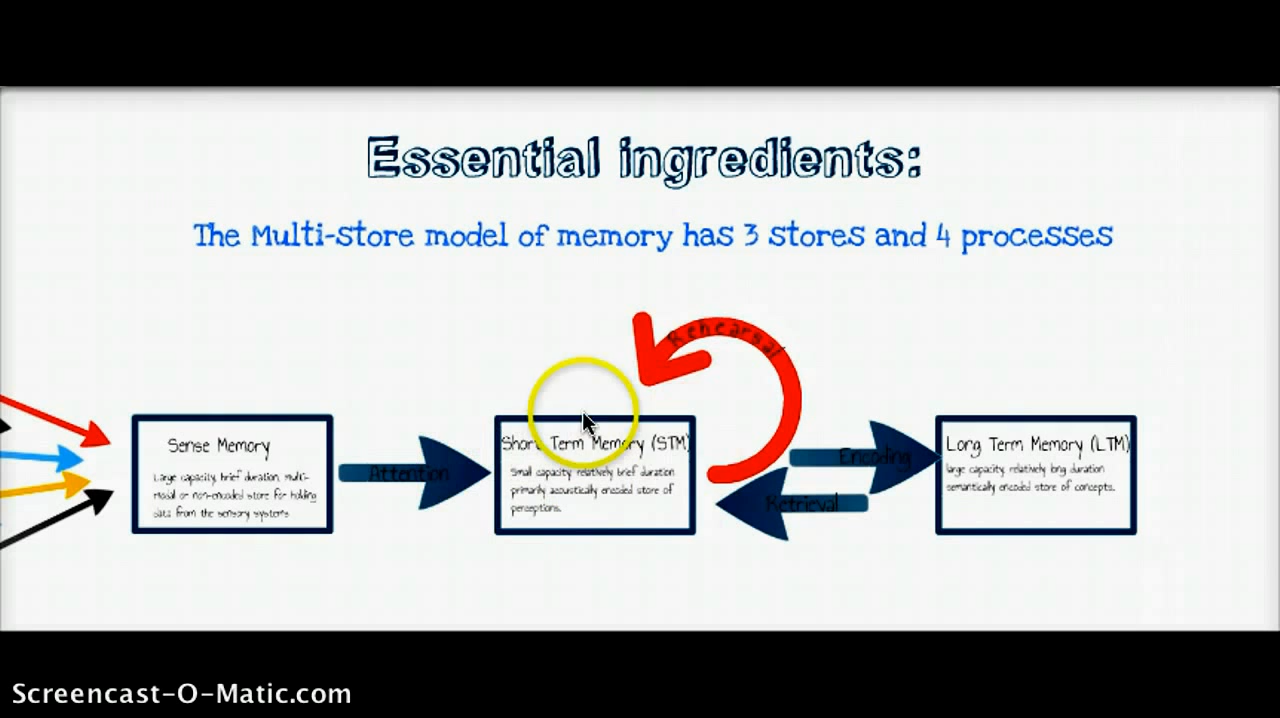 Essential ingredients:
The Multi-store model of memory has 3 stores and 4 processes
Rehearsal
Sense Memory
Large capacity, brief duration, multi-
modal or non-encoded store for holding
data from the sensory systems
Attention
Short Term Memory (STM)
Small capacity, relatively brief duration
primarily acoustically encoded store of
perceptions.
Encoding
Retrieval
Long Term Memory (LTM)
large capacity, relatively long duration
semantically encoded store of concepts.
Screencast-O-Matic.com